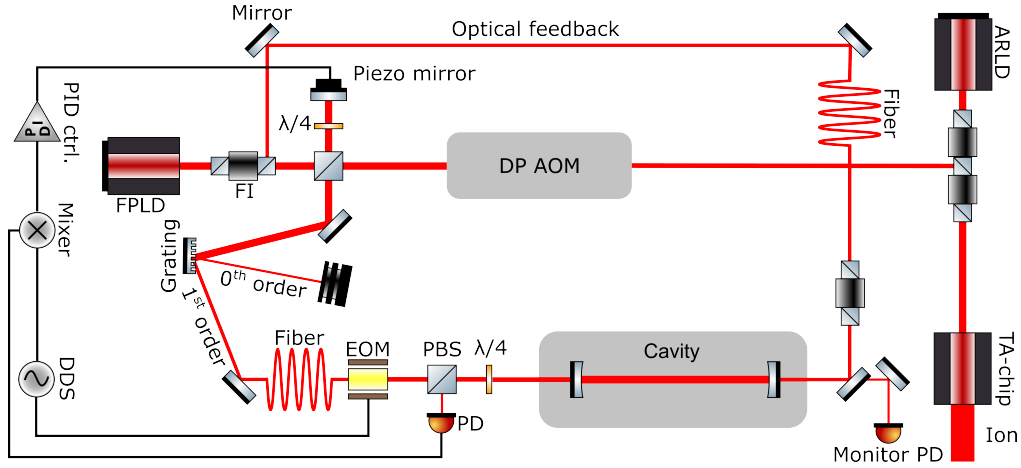 Mirror
Optical feedback
ARLD
Piezo mirror
PID ctrl.
P I D
λ/4
Fiber
DP AOM
FPLD
FI
Mixer
Grating
0th order
1st order
Fiber
EOM
PBS
λ/4
Cavity
TA-chip
DDS
PD
Monitor PD
Ion